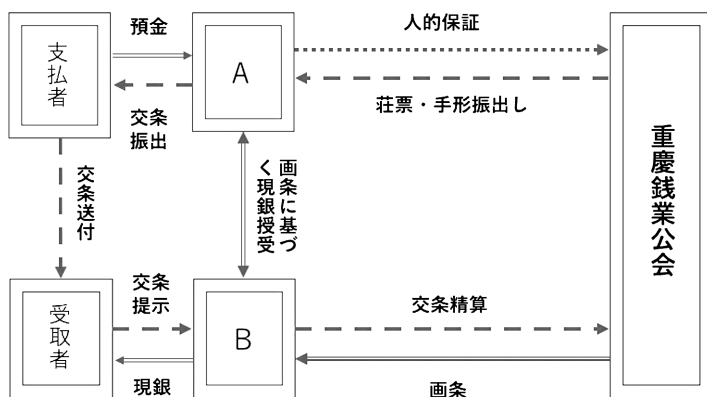 預金
人的保証
支払者
A
交条
振出
荘票・手形振出し
重慶銭業公会
交条送付
画条に基づ
く現銀授受
交条
提示
交条精算
受取者
B
現銀
画条